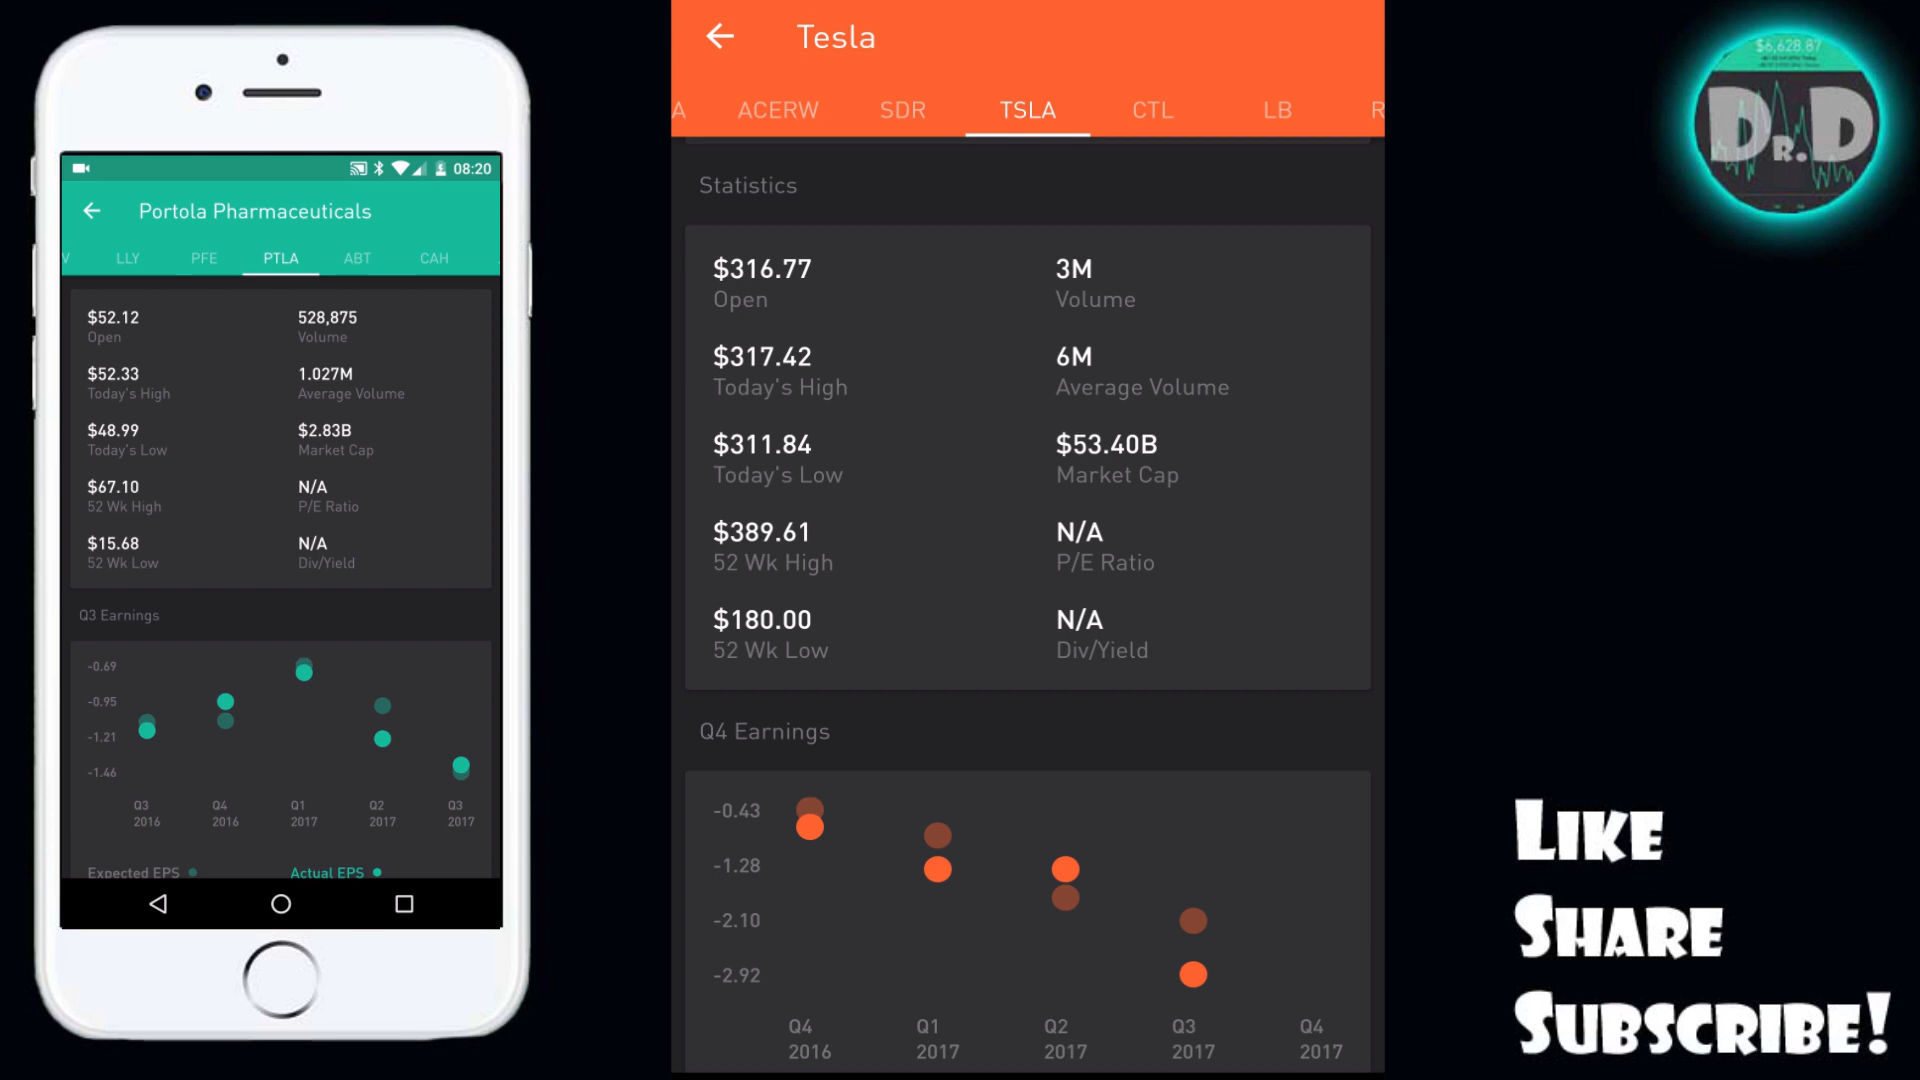 08:20
Portola Pharmaceuticals
V LLY PFE PTLA ABT CAH
$52.12 528,875
Open Volume
$52.33 1.027M
Today's High Average Volume
$48.99 $2.83B
Today's Low Market Cap
$67.10 N/A
52 Wk High P/E Ratio
$15.68 N/A
52 Wk Low Div/Yield
Q3 Earnings
-0.69
-0.95
-1.21
-1.46
Q3 Q4 Q1 Q2 Q3
2016 2016 2017 2017 2017
Expected EPS Actual EPS
Tesla
A ACERW SDR TSLA CTL LB R
Statistics
$316.77 3M
Open Volume
$317.42 6M
Today's High Average Volume
$311.84 $53.40B
Today's Low Market Cap
$389.61 N/A
52 Wk High P/E Ratio
$180.00 N/A
52 Wk Low Div/Yield
Q4 Earnings
-0.43
-1.28
-2.10
-2.92
Q4 Q1 Q2 Q3 Q4
2016 2017 2017 2017 2017
$6,628.87
DR.D
LIKE
SHARE
SUBSCRIBE!